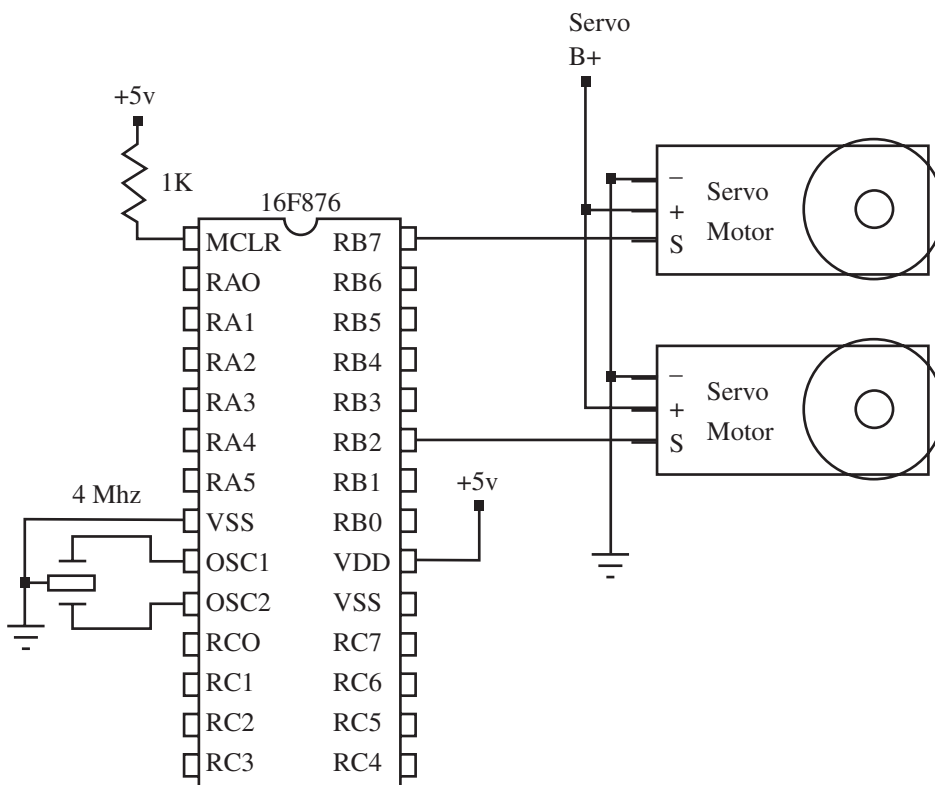 Servo
B+
+5v
1K
16F876
MCLR
RAO
RA1
RA2
RA3
RA4
RA5
VSS
OSC1
OSC2
RCO
RC1
RC2
RC3
RB7
RB6
RB5
RB4
RB3
RB2
RB1
RB0
VDD
VSS
RC7
RC6
RC5
RC4
4 Mhz
+5v
–
+
S
Servo
Motor
–
+
S
Servo
Motor